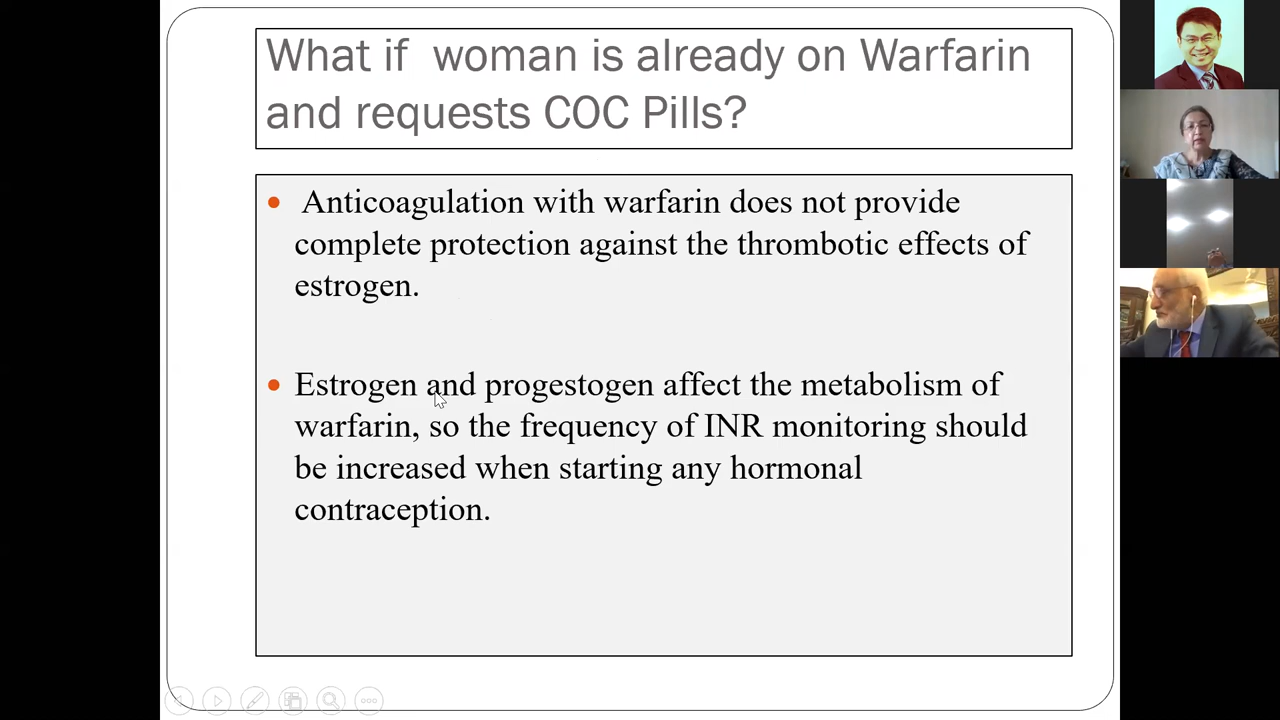 What if woman is already on Warfarin
and requests COC Pills?
• Anticoagulation with warfarin does not provide
complete protection against the thrombotic effects of
estrogen.
• Estrogen and progestogen affect the metabolism of
warfarin, so the frequency of INR monitoring should
be increased when starting any hormonal
contraception.